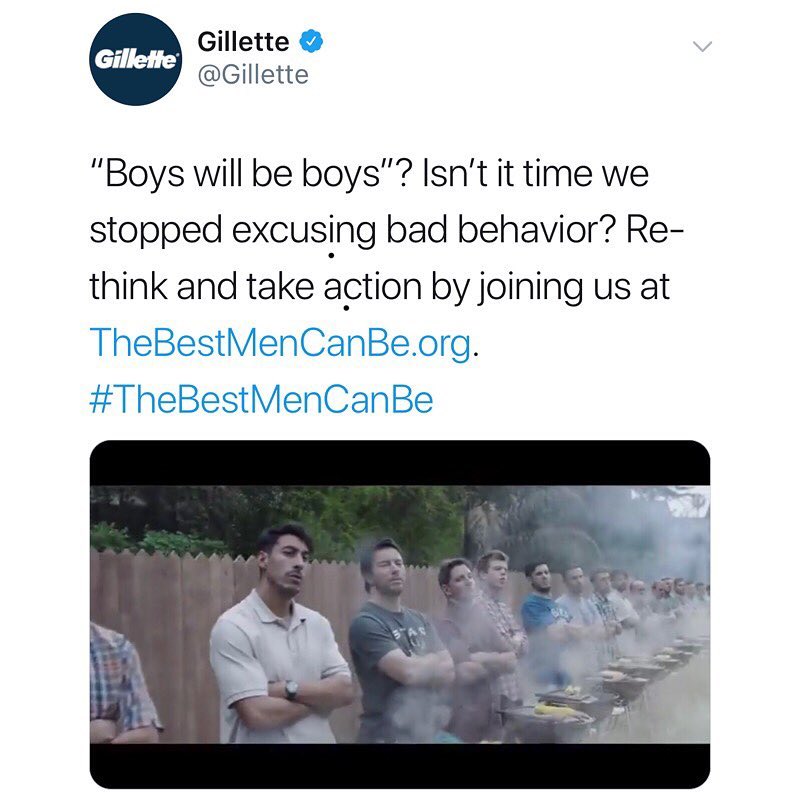 Gillette
Gillette
@Gillette
"Boys will be boys"? Isn't it time we
stopped excusing bad behavior? Re-
think and take action by joining us at
TheBestMenCanBe.org.
#TheBestMenCanBe